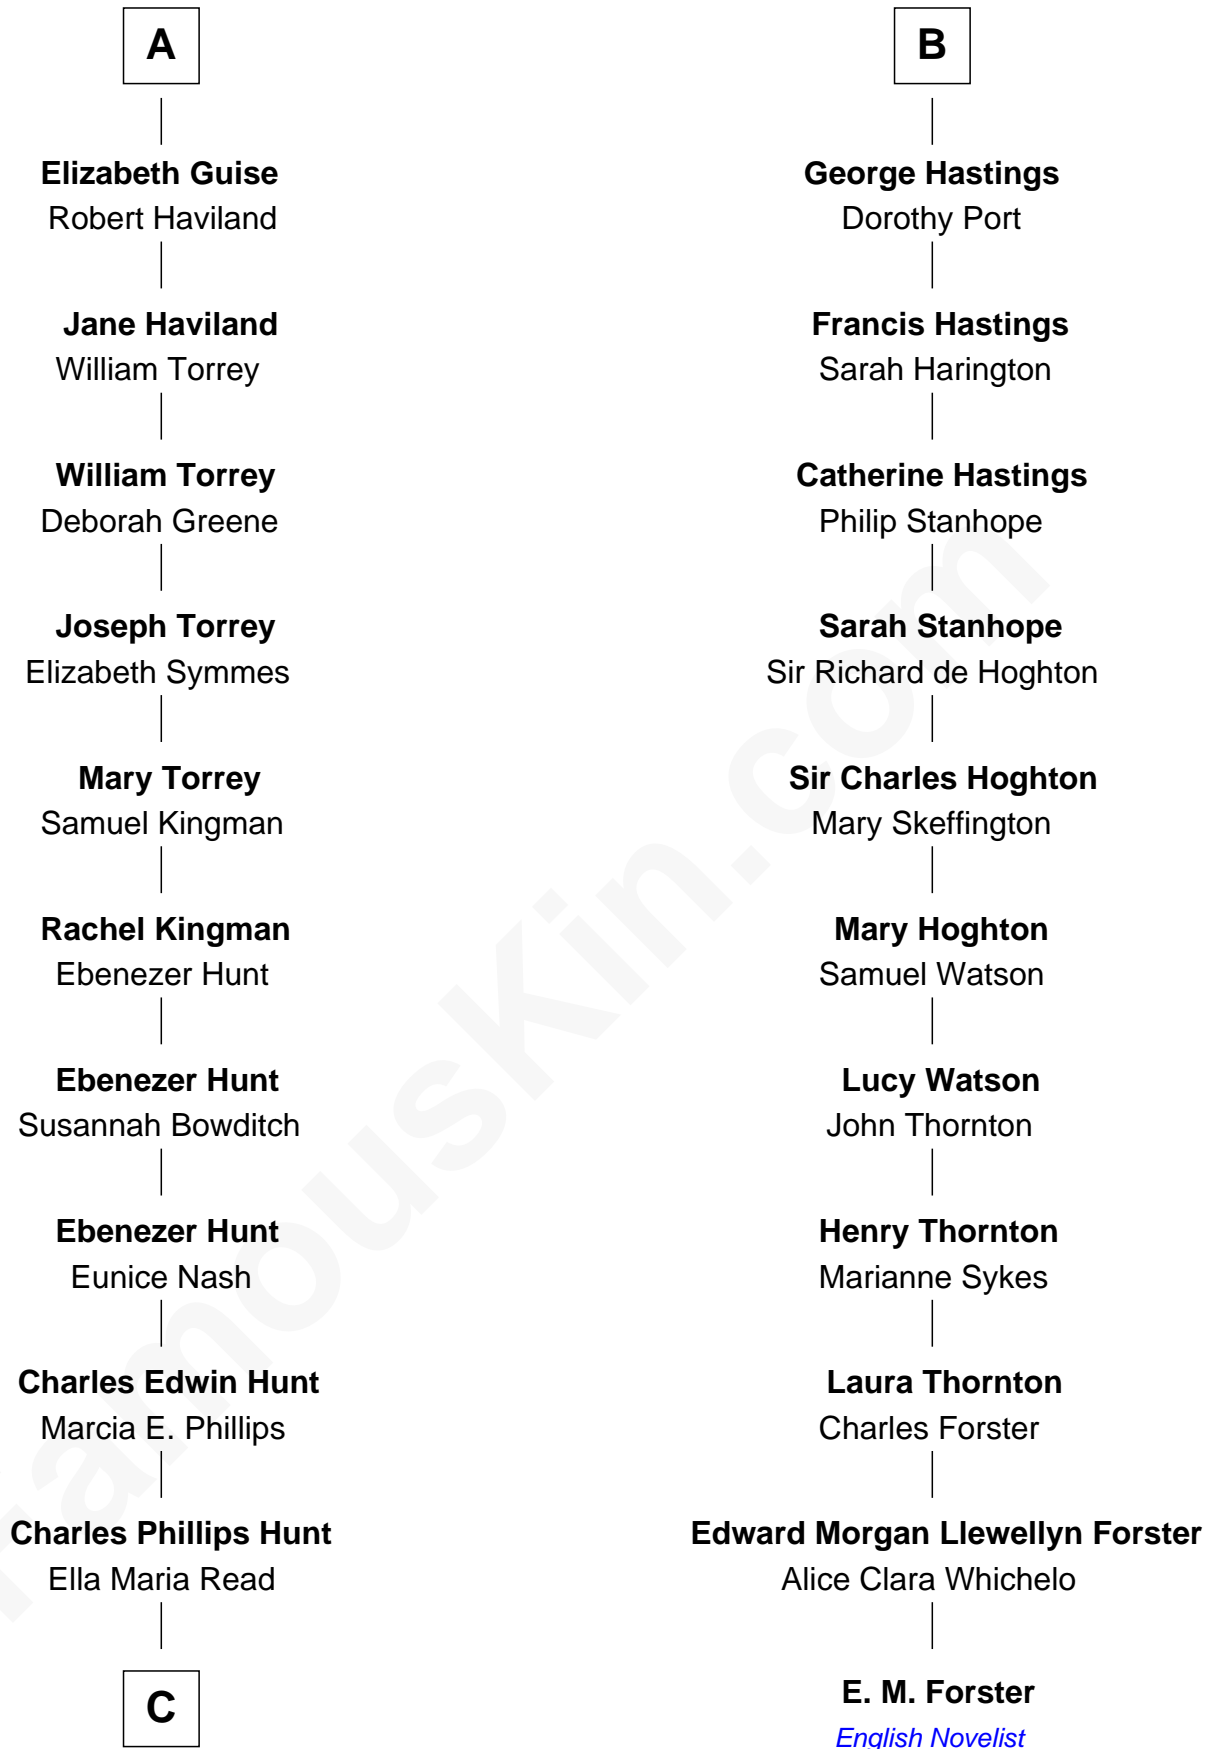 A
Elizabeth Guise
Robert Haviland
Jane Haviland
William Torrey
William Torrey
Deborah Greene
Joseph Torrey
Elizabeth Symmes
Mary Torrey
Samuel Kingman
Rachel Kingman
Ebenezer Hunt
Ebenezer Hunt
Susannah Bowditch
Ebenezer Hunt
Eunice Nash
Charles Edwin Hunt
Marcia E. Phillips
Charles Phillips Hunt
Ella Maria Read
C
B
George Hastings
Dorothy Port
Francis Hastings
Sarah Harington
Catherine Hastings
Philip Stanhope
Sarah Stanhope
Sir Richard de Hoghton
Sir Charles Hoghton
Mary Skeffington
Mary Hoghton
Samuel Watson
Lucy Watson
John Thornton
Henry Thornton
Marianne Sykes
Laura Thornton
Charles Forster
Edward Morgan Llewellyn Forster
Alice Clara Whichelo
E. M. Forster
English Novelist
FamousKin.com